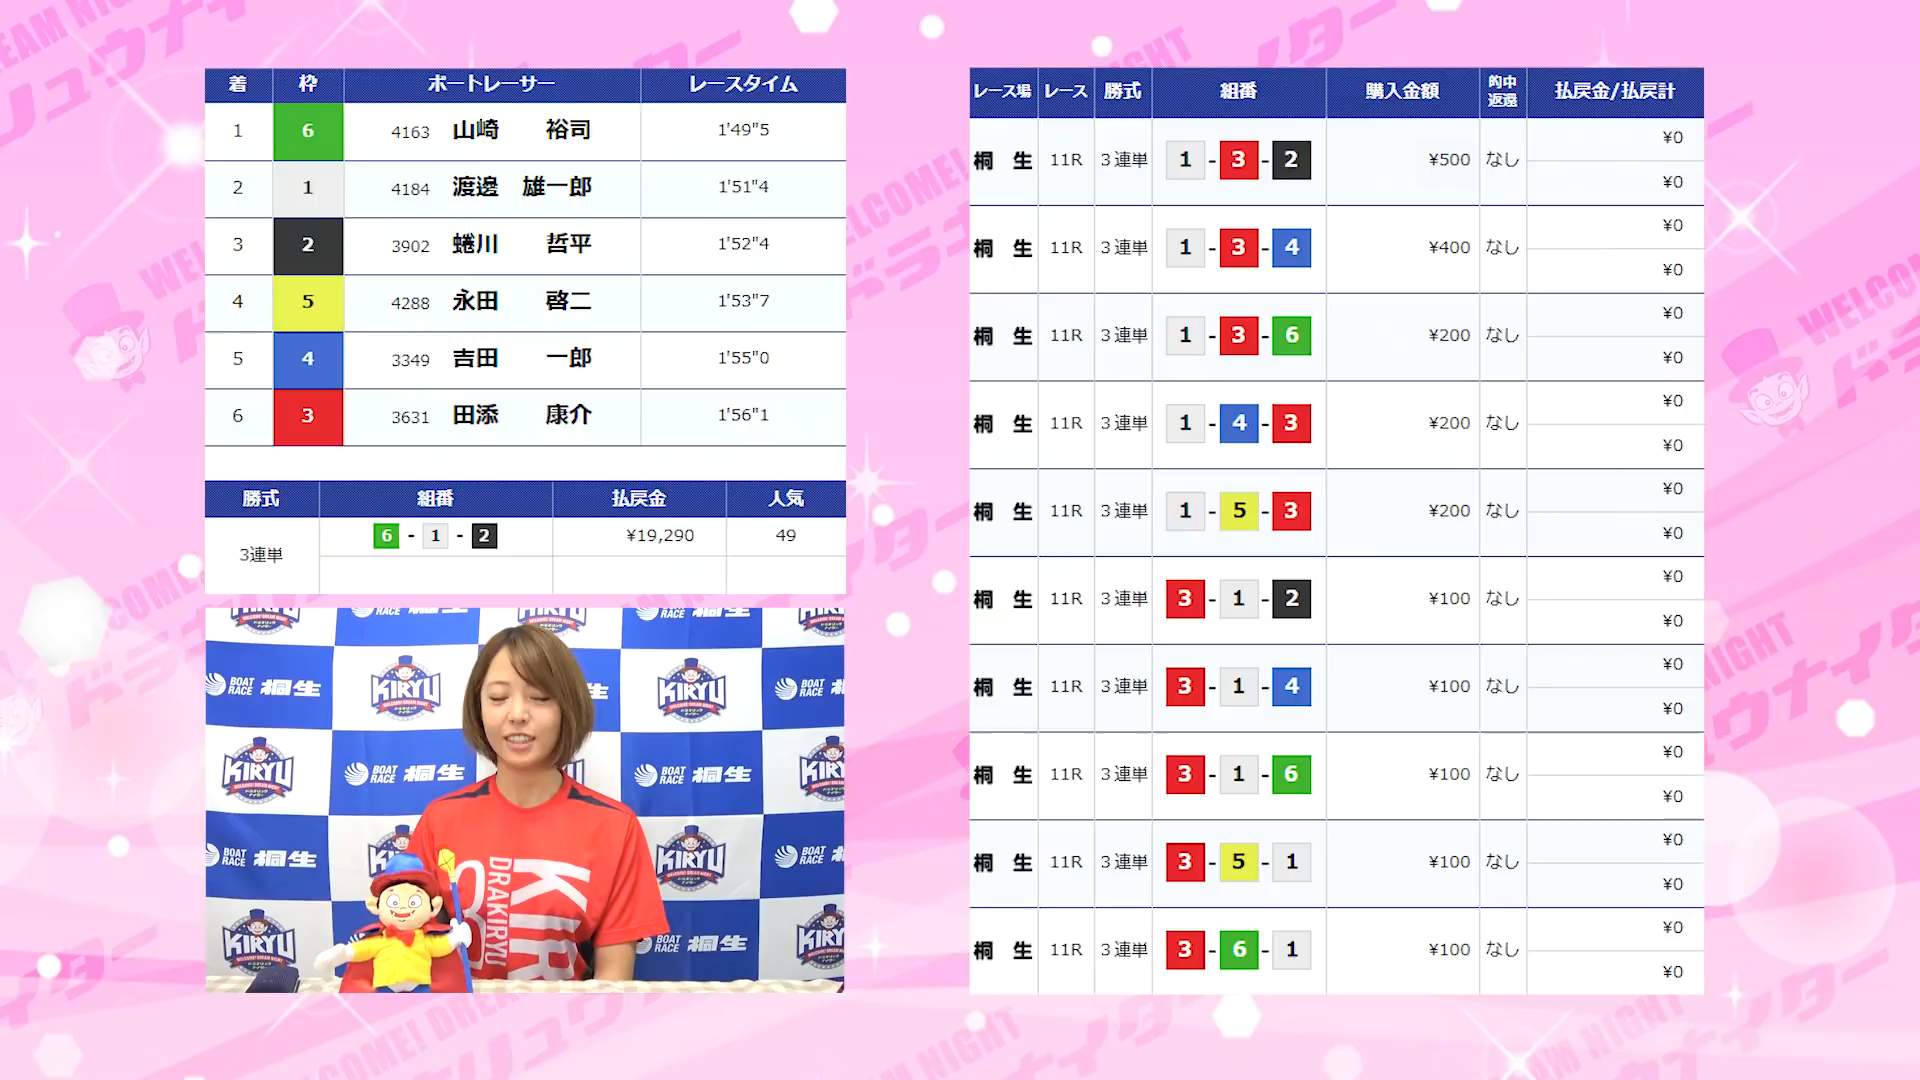 着 枠 ボートレーサー レースタイム
1 6 4163 山崎 裕司 1'49"5
2 1 4184 渡邉 雄一郎 1'51"4
3 2 3902 蜷川 哲平 1'52"4
4 5 4288 永田 啓二 1'53"7
5 4 3349 吉田 一郎 1'55"0
6 3 3631 田添 康介 1'56"1
勝式 組番 払戻金 人気
3連単 6 - 1 - 2 ¥19,290 49
BOAT RACE 桐生
KIRYU
KIR
DRAKIRYU
レース場 レース 勝式 組番 購入金額 的中返還 払戻金/払戻計
桐 生 11R 3連単 1 - 3 - 2 ¥500 なし ¥0
¥0
桐 生 11R 3連単 1 - 3 - 4 ¥400 なし ¥0
¥0
桐 生 11R 3連単 1 - 3 - 6 ¥200 なし ¥0
¥0
桐 生 11R 3連単 1 - 4 - 3 ¥200 なし ¥0
¥0
桐 生 11R 3連単 1 - 5 - 3 ¥200 なし ¥0
¥0
桐 生 11R 3連単 3 - 1 - 2 ¥100 なし ¥0
¥0
桐 生 11R 3連単 3 - 1 - 4 ¥100 なし ¥0
¥0
桐 生 11R 3連単 3 - 1 - 6 ¥100 なし ¥0
¥0
桐 生 11R 3連単 3 - 5 - 1 ¥100 なし ¥0
¥0
桐 生 11R 3連単 3 - 6 - 1 ¥100 なし ¥0
¥0